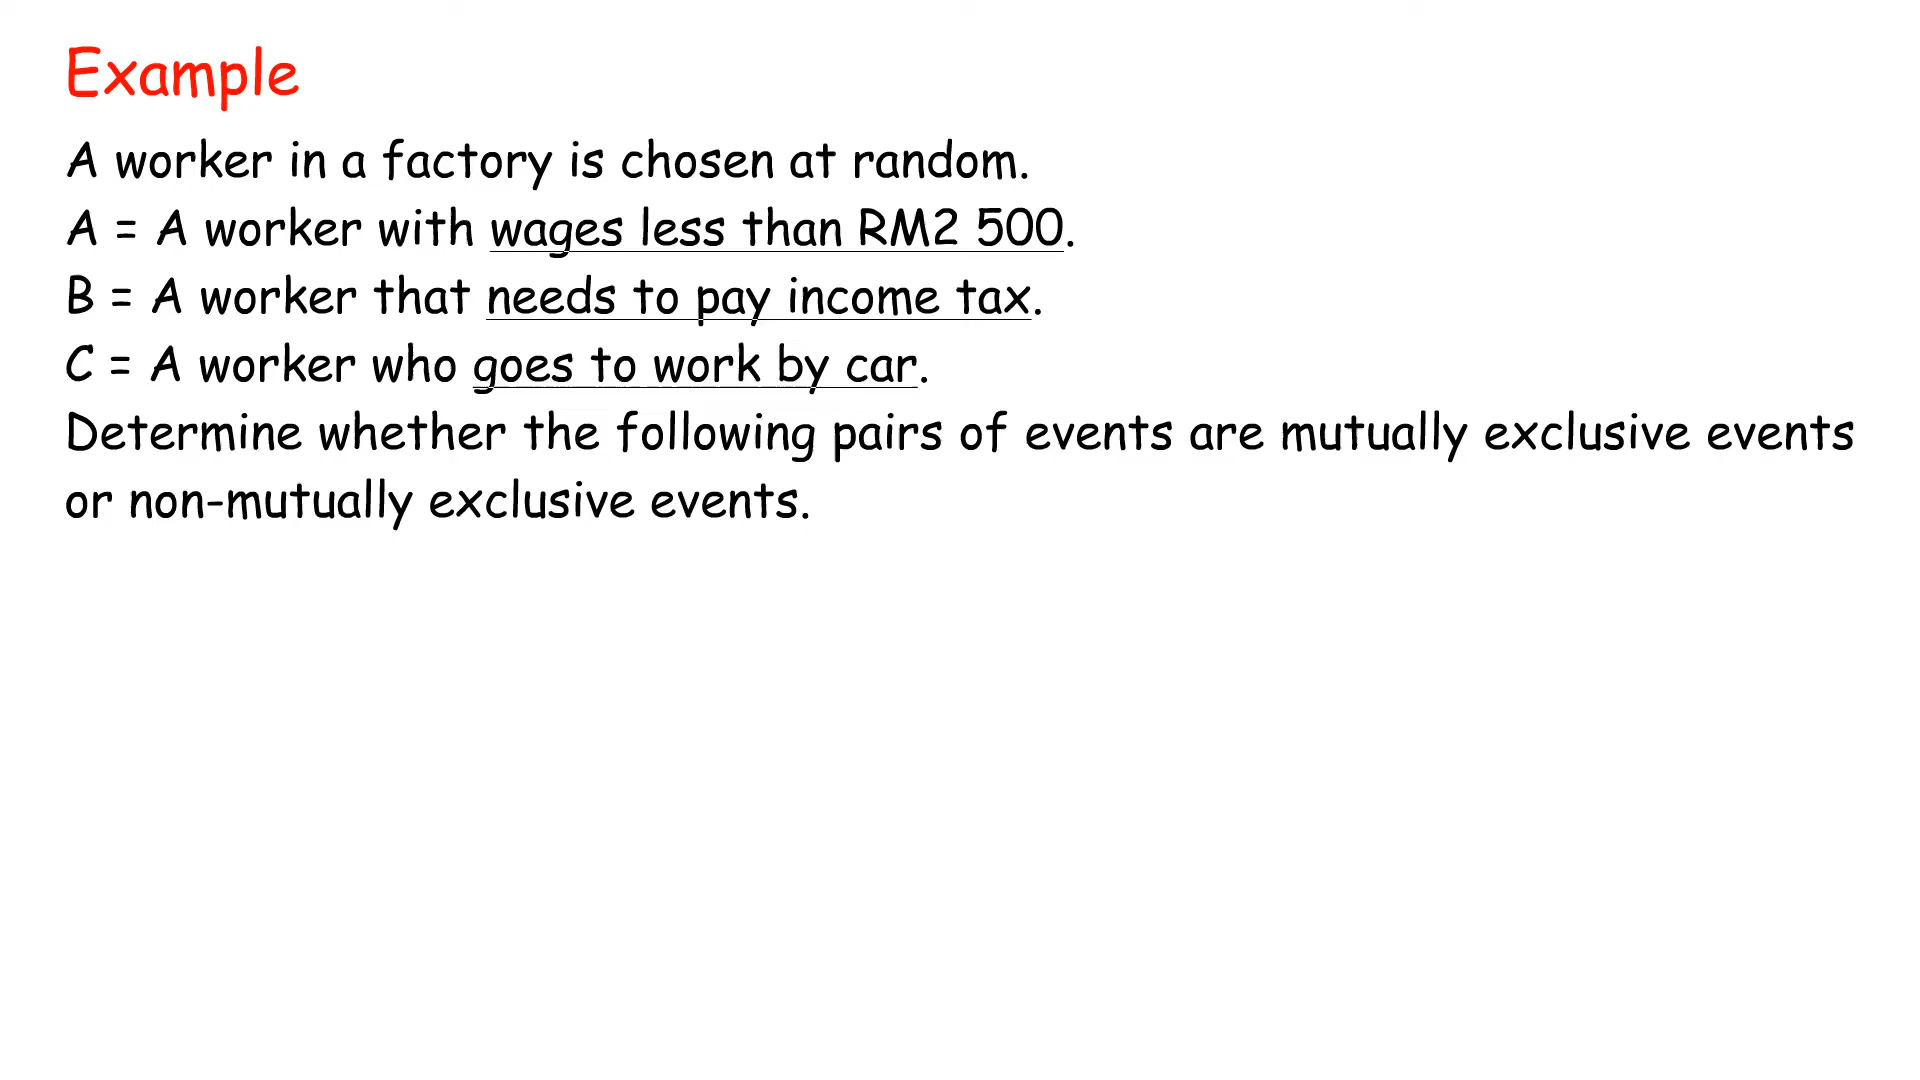 Example
A worker in a factory is chosen at random.
A = A worker with wages less than RM2 500.
B = A worker that needs to pay income tax.
C = A worker who goes to work by car.
Determine whether the following pairs of events are mutually exclusive events
or non-mutually exclusive events.